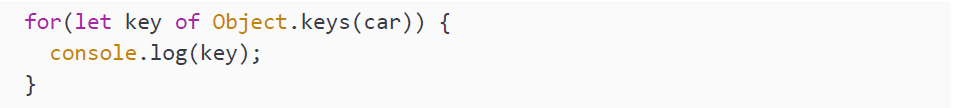 for(let key of Object.keys(car)) {
  console.log(key);
}